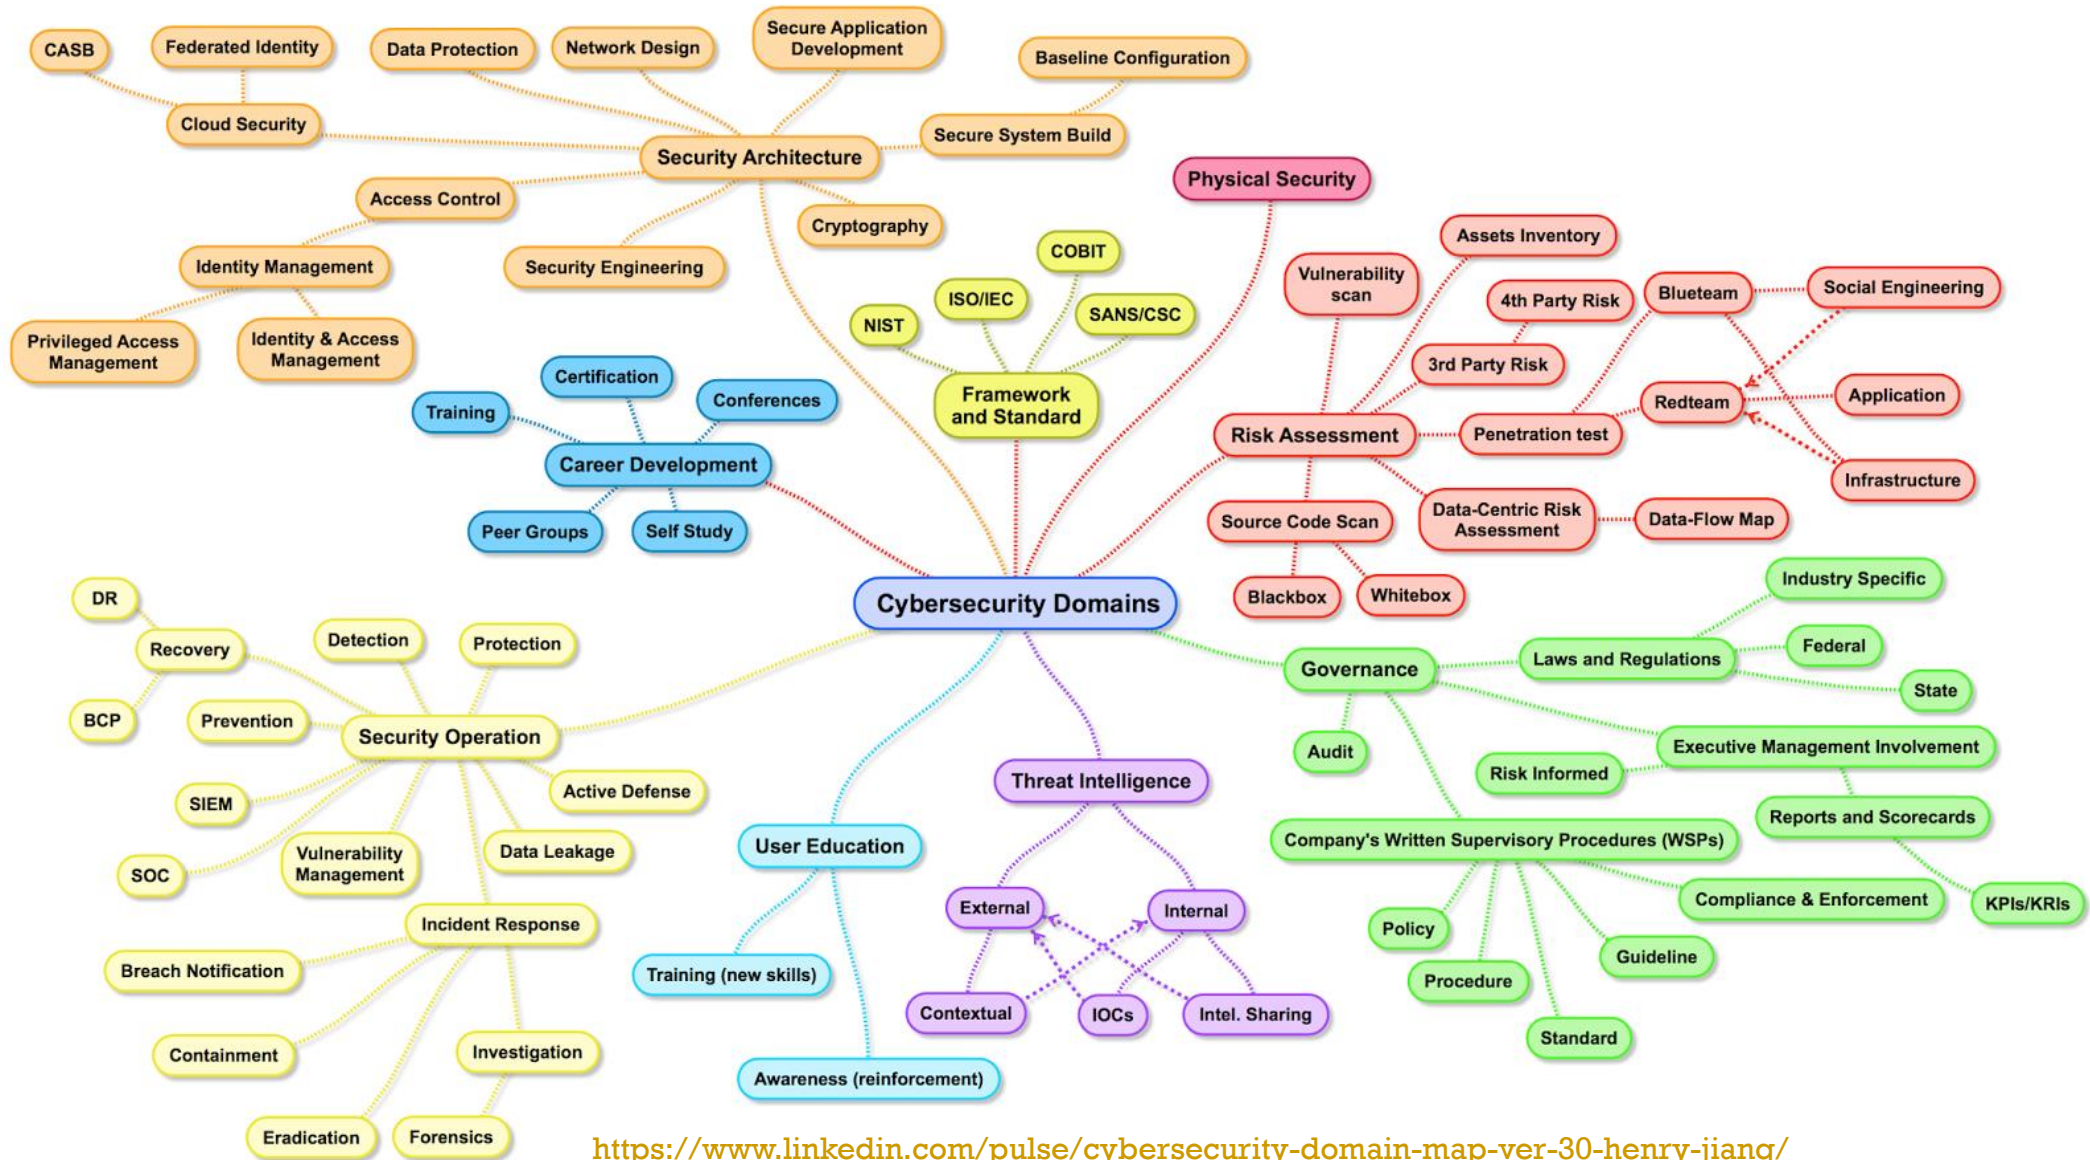 CASB
Federated Identity
Data Protection
Network Design
Secure Application
Development
Baseline Configuration
Cloud Security
Security Architecture
Secure System Build
Access Control
Cryptography
Identity Management
Security Engineering
Privileged Access
Management
Identity & Access
Management
Physical Security
COBIT
ISO/IEC
NIST
SANS/CSC
Framework
and Standard
Assets Inventory
Vulnerability
scan
4th Party Risk
Blueteam
Social Engineering
3rd Party Risk
Redteam
Application
Risk Assessment
Penetration test
Infrastructure
Source Code Scan
Data-Centric Risk
Assessment
Data-Flow Map
Blackbox
Whitebox
Certification
Training
Conferences
Career Development
Peer Groups
Self Study
Cybersecurity Domains
DR
Recovery
Detection
Protection
BCP
Prevention
Security Operation
SIEM
Active Defense
SOC
Vulnerability
Management
Data Leakage
Incident Response
Breach Notification
Containment
Investigation
Eradication
Forensics
User Education
Training (new skills)
Awareness (reinforcement)
Threat Intelligence
External
Internal
Contextual
IOCs
Intel. Sharing
Industry Specific
Federal
Laws and Regulations
Governance
State
Audit
Executive Management Involvement
Risk Informed
Reports and Scorecards
Company's Written Supervisory Procedures (WSPs)
Compliance & Enforcement
KPIs/KRIs
Policy
Guideline
Procedure
Standard
https://www.linkedin.com/pulse/cybersecurity-domain-map-ver-30-henry-jiang/